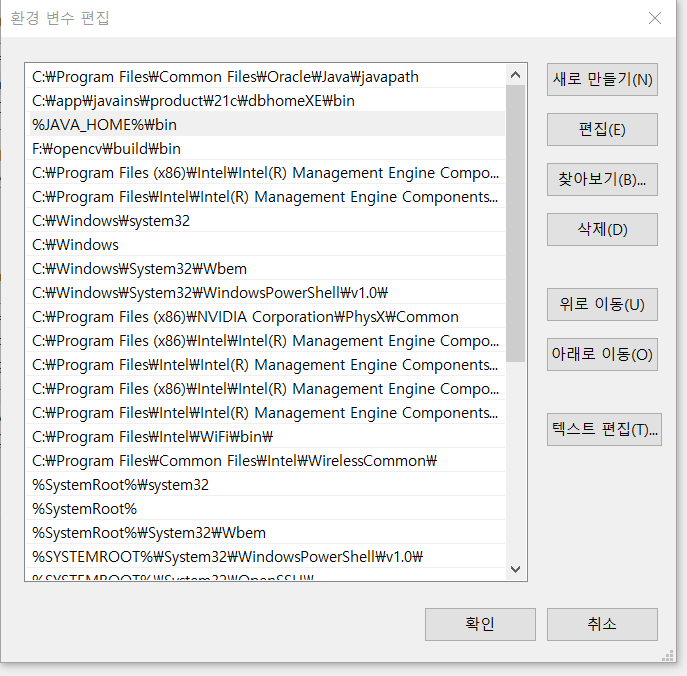 환경 변수 편집
C:₩Program Files₩Common Files₩Oracle₩Java₩javapath
C:₩app₩javains₩product₩21c₩dbhomeXE₩bin
%JAVA_HOME%₩bin
F:₩opencv₩build₩bin
C:₩Program Files (x86)₩Intel₩Intel(R) Management Engine Compo...
C:₩Program Files₩Intel₩Intel(R) Management Engine Components...
C:₩Windows₩system32
C:₩Windows
C:₩Windows₩System32₩Wbem
C:₩Windows₩System32₩WindowsPowerShell₩v1.0₩
C:₩Program Files (x86)₩NVIDIA Corporation₩PhysX₩Common
C:₩Program Files (x86)₩Intel₩Intel(R) Management Engine Compo...
C:₩Program Files₩Intel₩Intel(R) Management Engine Components...
C:₩Program Files (x86)₩Intel₩Intel(R) Management Engine Compo...
C:₩Program Files₩Intel₩Intel(R) Management Engine Components...
C:₩Program Files₩Intel₩WiFi₩bin₩
C:₩Program Files₩Common Files₩Intel₩WirelessCommon₩
%SystemRoot%₩system32
%SystemRoot%
%SystemRoot%₩System32₩Wbem
%SYSTEMROOT%₩System32₩WindowsPowerShell₩v1.0₩
%SYSTEMROOT%₩System32₩OpenSSH₩
새로 만들기(N)
편집(E)
찾아보기(B)...
삭제(D)
위로 이동(U)
아래로 이동(O)
텍스트 편집(T)...
확인
취소